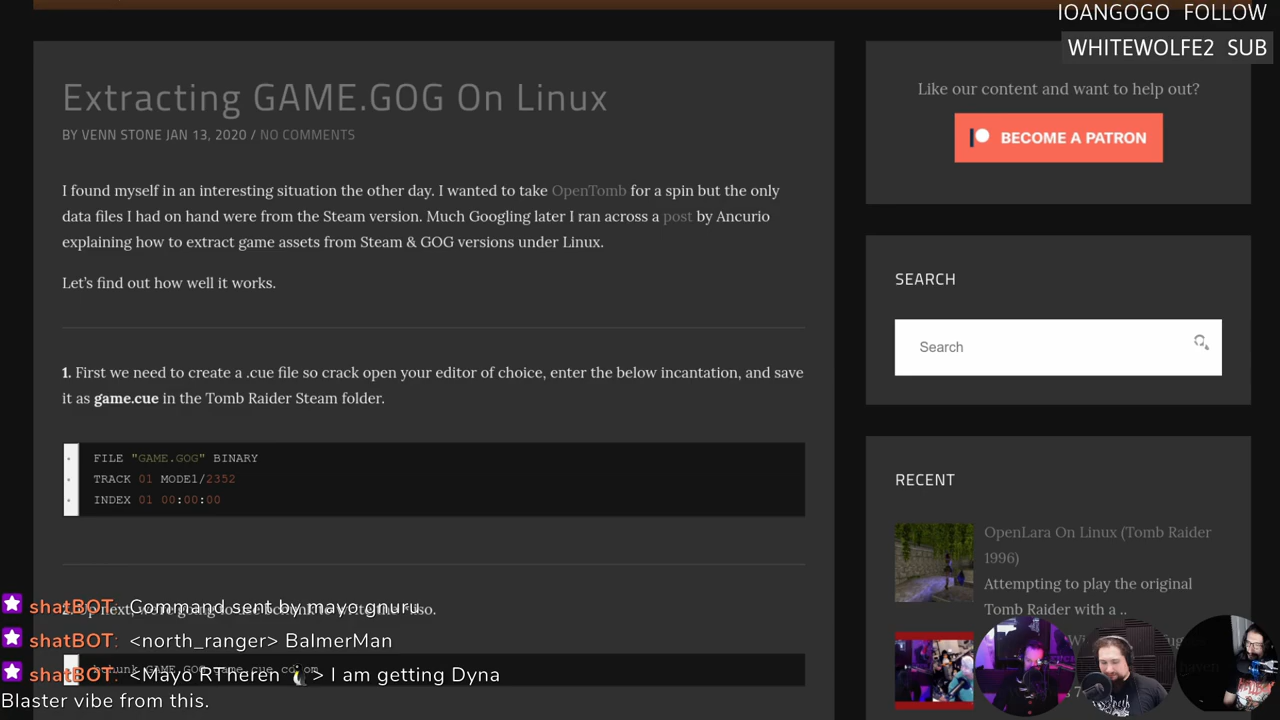 IOANGOGO FOLLOW
WHITEWOLFE2 SUB
Extracting GAME.GOG On Linux
BY VENN STONE JAN 13, 2020 / NO COMMENTS
I found myself in an interesting situation the other day. I wanted to take OpenTomb for a spin but the only
data files I had on hand were from the Steam version. Much Googling later I ran across a post by Ancurio
explaining how to extract game assets from Steam & GOG versions under Linux.
Let's find out how well it works.
1. First we need to create a .cue file so crack open your editor of choice, enter the below incantation, and save
it as game.cue in the Tomb Raider Steam folder.
FILE "GAME.GOG" BINARY
TRACK 01 MODE1/2352
INDEX 01 00:00:00
shatBOT: Command sent by mayo_gnuru
shatBOT: <north_ranger> BalmerMan
shatBOT: <Mayo RTheren 🐧> I am getting Dyna
Blaster vibe from this.
Like our content and want to help out?
BECOME A PATRON
SEARCH
Search
RECENT
OpenLara On Linux (Tomb Raider
1996)
Attempting to play the original
Tomb Raider with a ..